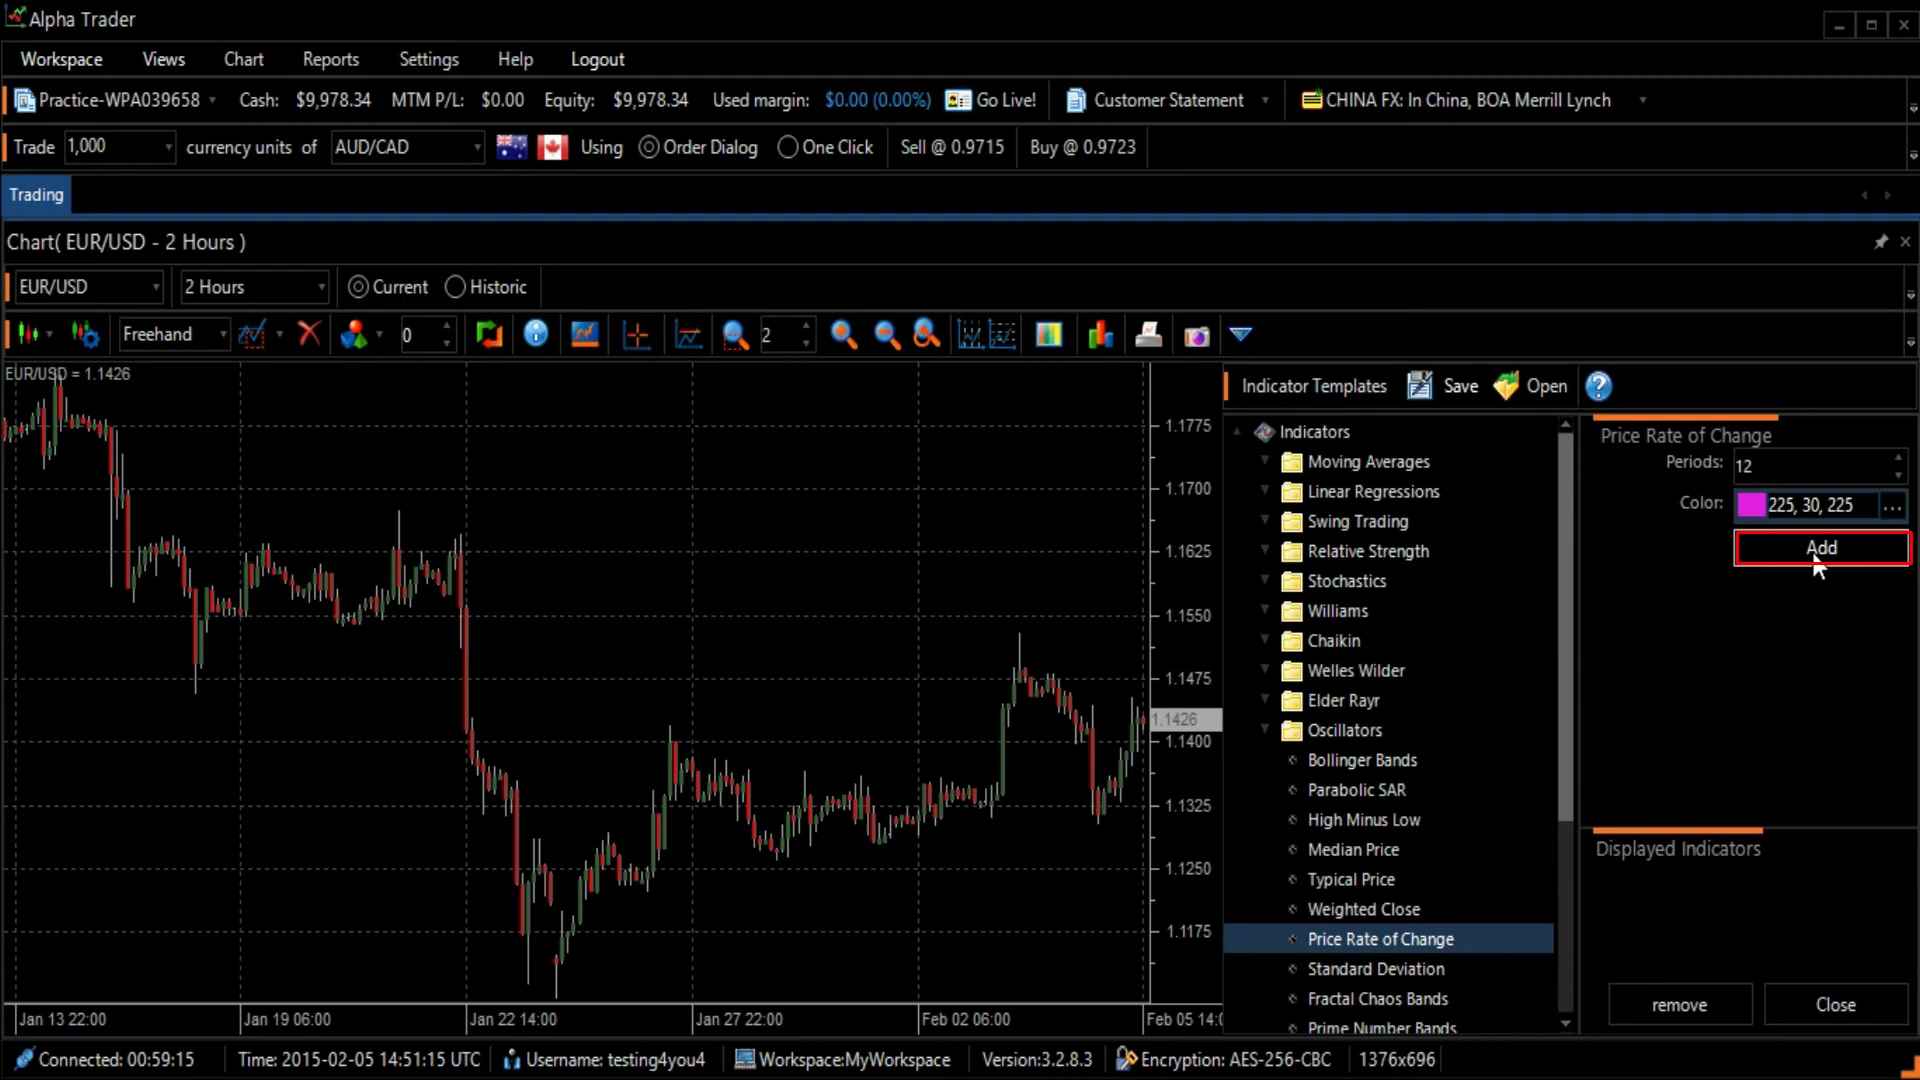 Alpha Trader
Workspace Views Chart Reports Settings Help Logout
Practice-WPA039658 Cash: $9,978.34 MTM P/L: $0.00 Equity: $9,978.34 Used margin: $0.00 (0.00%) Go Live! Customer Statement CHINA FX: In China, BOA Merrill Lynch
Trade 1,000 currency units of AUD/CAD Using Order Dialog One Click Sell @ 0.9715 Buy @ 0.9723
Trading
Chart( EUR/USD - 2 Hours )
EUR/USD 2 Hours Current Historic
Freehand 0 2
EUR/USD = 1.1426
1.1775
1.1700
1.1625
1.1550
1.1475
1.1426
1.1400
1.1325
1.1250
1.1175
Jan 13 22:00 Jan 19 06:00 Jan 22 14:00 Jan 27 22:00 Feb 02 06:00 Feb 05 14:0
Indicator Templates Save Open ?
Indicators
Moving Averages
Linear Regressions
Swing Trading
Relative Strength
Stochastics
Williams
Chaikin
Welles Wilder
Elder Rayr
Oscillators
Bollinger Bands
Parabolic SAR
High Minus Low
Median Price
Typical Price
Weighted Close
Price Rate of Change
Standard Deviation
Fractal Chaos Bands
Prime Number Bands
Price Rate of Change
Periods: 12
Color: 225, 30, 225 ...
Add
Displayed Indicators
remove Close
Connected: 00:59:15 Time: 2015-02-05 14:51:15 UTC Username: testing4you4 Workspace:MyWorkspace Version:3.2.8.3 Encryption: AES-256-CBC 1376x696